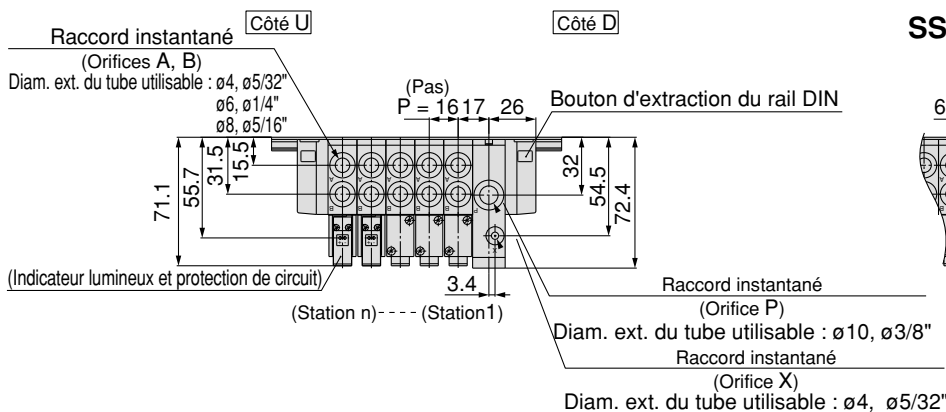 Côté U
Côté D
SS
Raccord instantané
(Orifices A, B)
Diam. ext. du tube utilisable : ø4, ø5/32"
ø6, ø1/4"
ø8, ø5/16"
(Pas)
P = 16 17 26
Bouton d'extraction du rail DIN
6
71.1
55.7
31.5
15.5
32
54.5
72.4
A A A A A
B B B B B
P
X
(Indicateur lumineux et protection de circuit)
3.4
(Station n)- - - - (Station1)
Raccord instantané
(Orifice P)
Diam. ext. du tube utilisable : ø10, ø3/8"
Raccord instantané
(Orifice X)
Diam. ext. du tube utilisable : ø4, ø5/32"